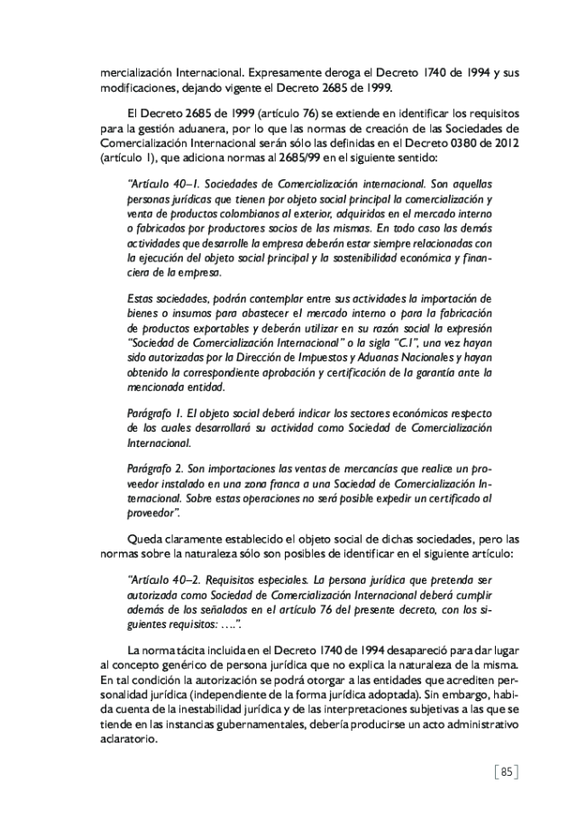 mercialización Internacional. Expresamente deroga el Decreto 1740 de 1994 y sus
modificaciones, dejando vigente el Decreto 2685 de 1999.
El Decreto 2685 de 1999 (artículo 76) se extiende en identificar los requisitos
para la gestión aduanera, por lo que las normas de creación de las Sociedades de
Comercialización Internacional serán sólo las definidas en el Decreto 0380 de 2012
(artículo 1), que adiciona normas al 2685/99 en el siguiente sentido:
“Artículo 40–1. Sociedades de Comercialización internacional. Son aquellas
personas jurídicas que tienen por objeto social principal la comercialización y
venta de productos colombianos al exterior, adquiridos en el mercado interno
o fabricados por productores socios de las mismas. En todo caso las demás
actividades que desarrolle la empresa deberán estar siempre relacionadas con
la ejecución del objeto social principal y la sostenibilidad económica y finan-
ciera de la empresa.
Estas sociedades, podrán contemplar entre sus actividades la importación de
bienes o insumos para abastecer el mercado interno o para la fabricación
de productos exportables y deberán utilizar en su razón social la expresión
“Sociedad de Comercialización Internacional” o la sigla “C.I”, una vez hayan
sido autorizadas por la Dirección de Impuestos y Aduanas Nacionales y hayan
obtenido la correspondiente aprobación y certificación de la garantía ante la
mencionada entidad.
Parágrafo 1. El objeto social deberá indicar los sectores económicos respecto
de los cuales desarrollará su actividad como Sociedad de Comercialización
Internacional.
Parágrafo 2. Son importaciones las ventas de mercancías que realice un pro-
veedor instalado en una zona franca a una Sociedad de Comercialización In-
ternacional. Sobre estas operaciones no será posible expedir un certificado al
proveedor”.
Queda claramente establecido el objeto social de dichas sociedades, pero las
normas sobre la naturaleza sólo son posibles de identificar en el siguiente artículo:
“Artículo 40–2. Requisitos especiales. La persona jurídica que pretenda ser
autorizada como Sociedad de Comercialización Internacional deberá cumplir
además de los señalados en el artículo 76 del presente decreto, con los si-
guientes requisitos: ….”.
La norma tácita incluida en el Decreto 1740 de 1994 desapareció para dar lugar
al concepto genérico de persona jurídica que no explica la naturaleza de la misma.
En tal condición la autorización se podrá otorgar a las entidades que acrediten per-
sonalidad jurídica (independiente de la forma jurídica adoptada). Sin embargo, habi-
da cuenta de la inestabilidad jurídica y de las interpretaciones subjetivas a las que se
tiende en las instancias gubernamentales, debería producirse un acto administrativo
aclaratorio.
[85]